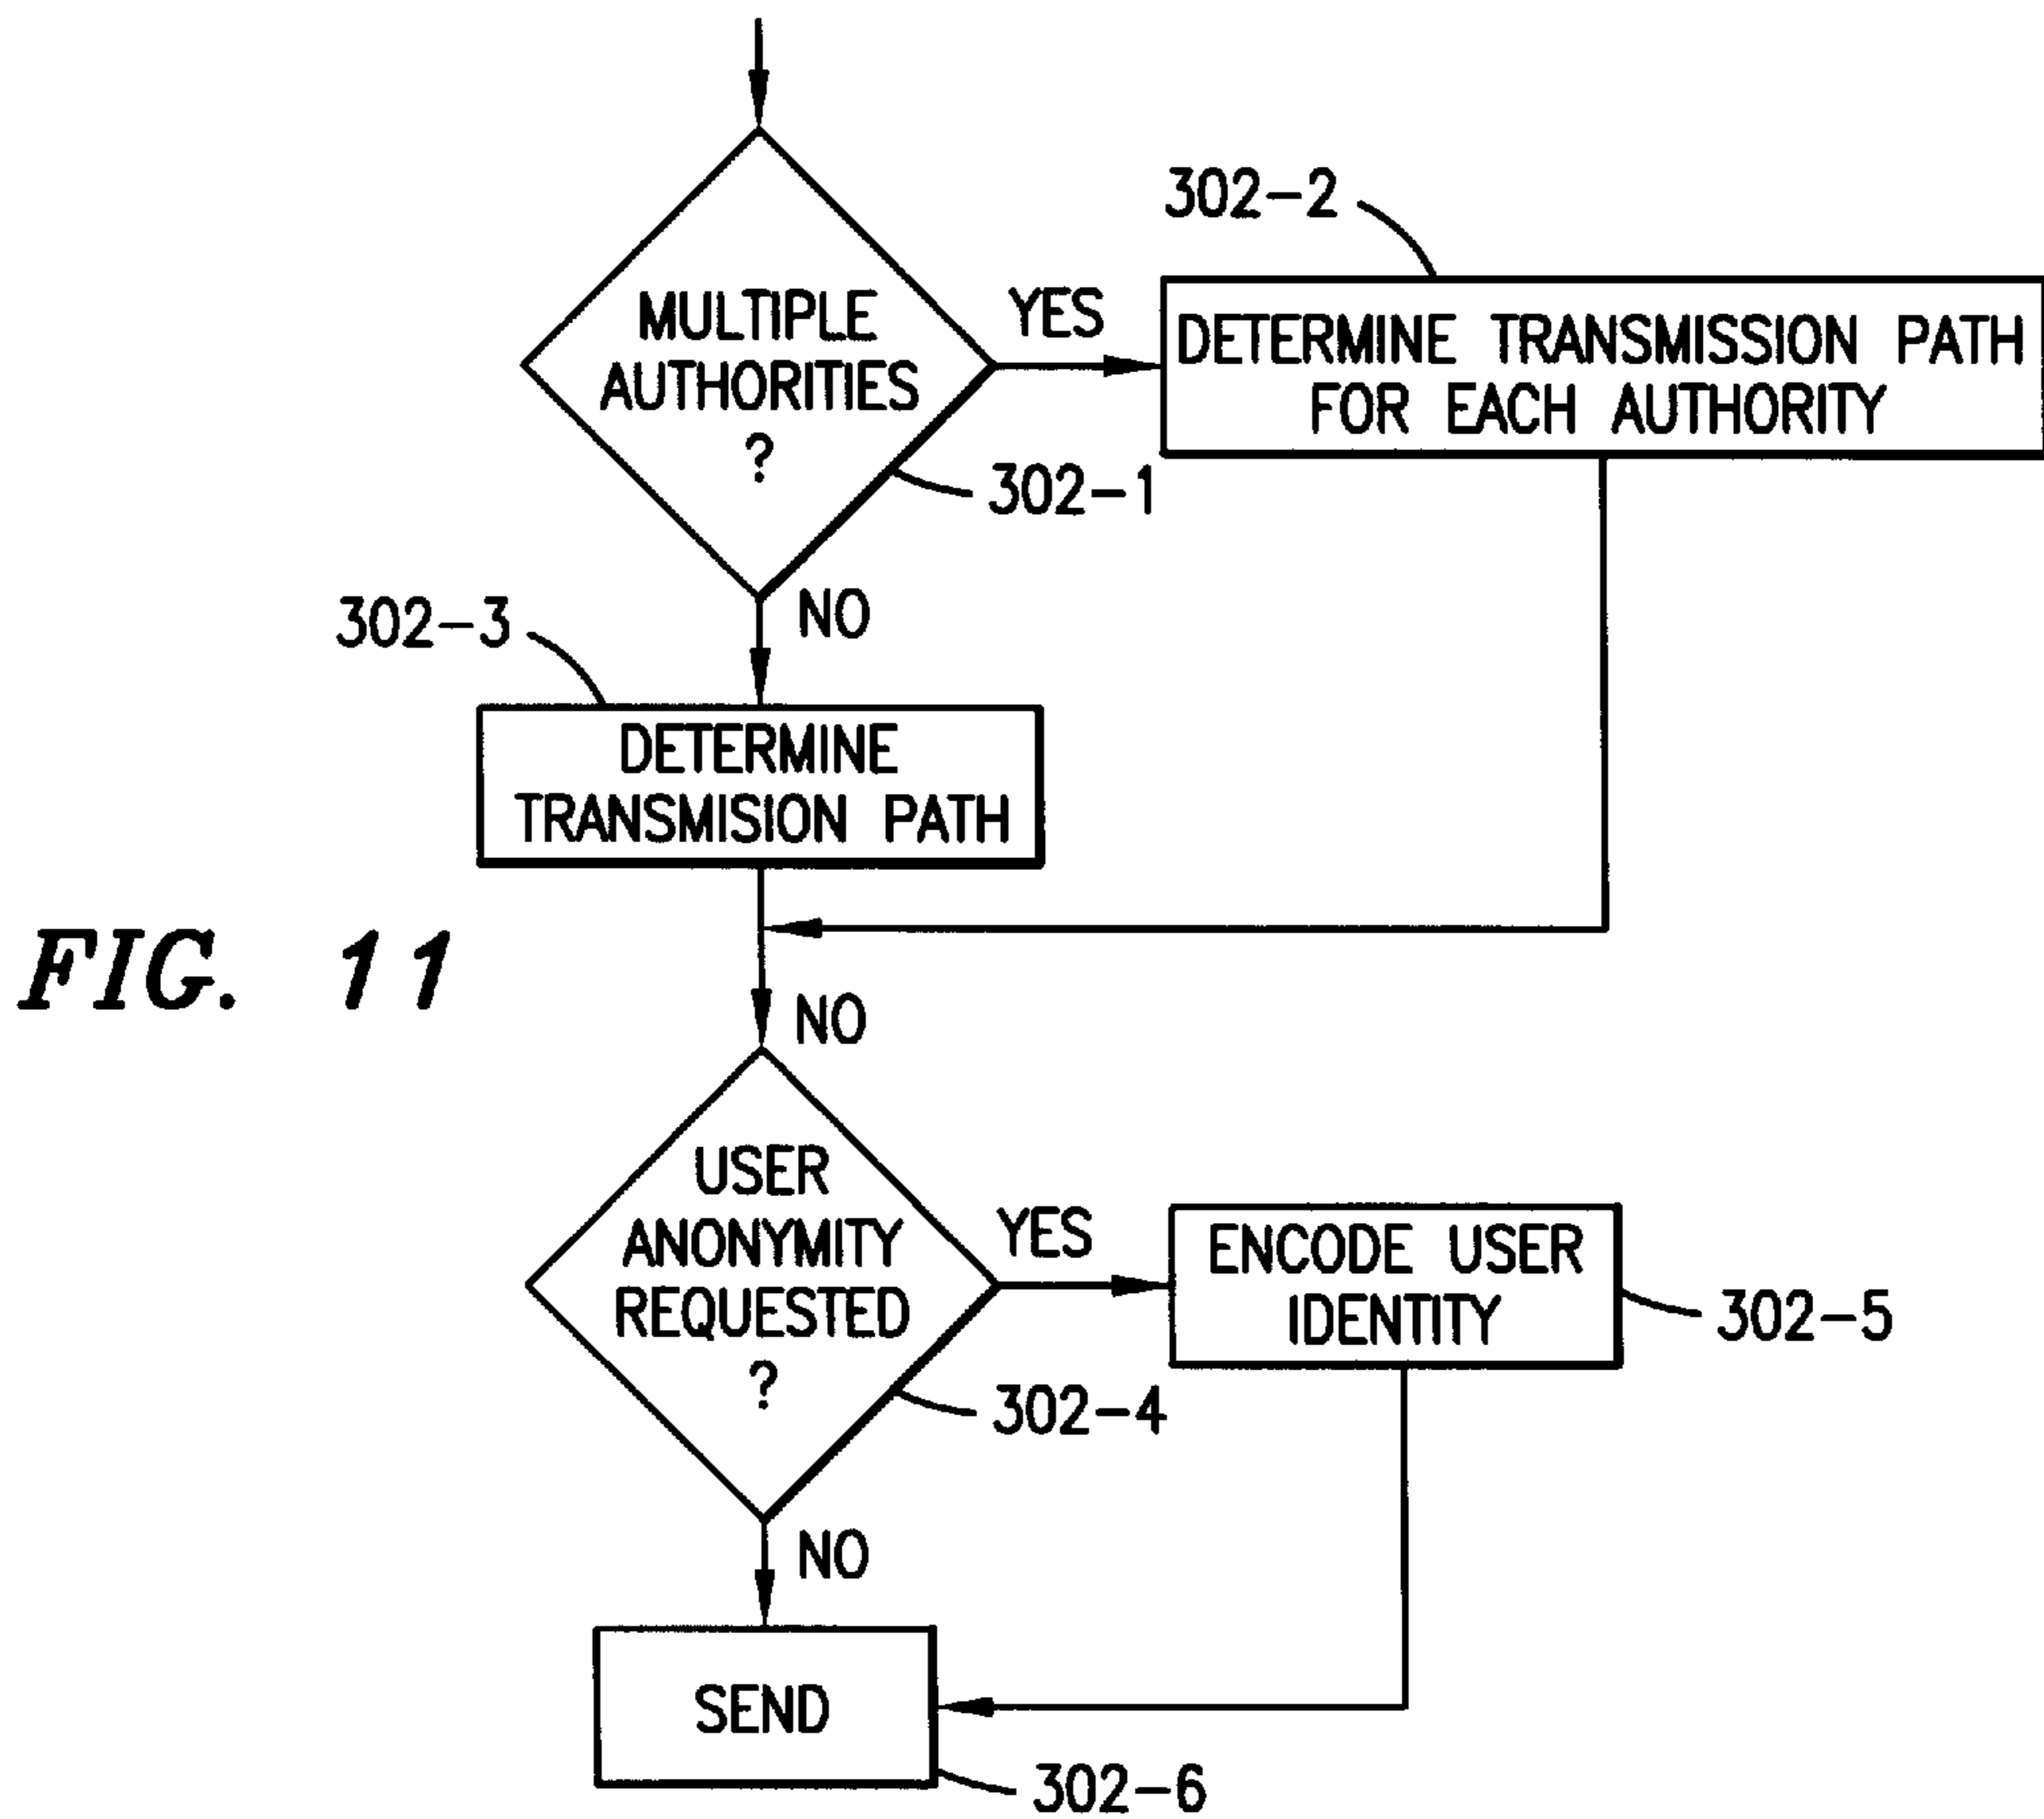 302-2
MULTIPLE
AUTHORITIES
?
YES
DETERMINE TRANSMISSION PATH
FOR EACH AUTHORITY
302-1
NO
302-3
DETERMINE
TRANSMISION PATH
FIG. 11
NO
USER
ANONYMITY
REQUESTED
?
YES
ENCODE USER
IDENTITY
302-5
302-4
NO
SEND
302-6